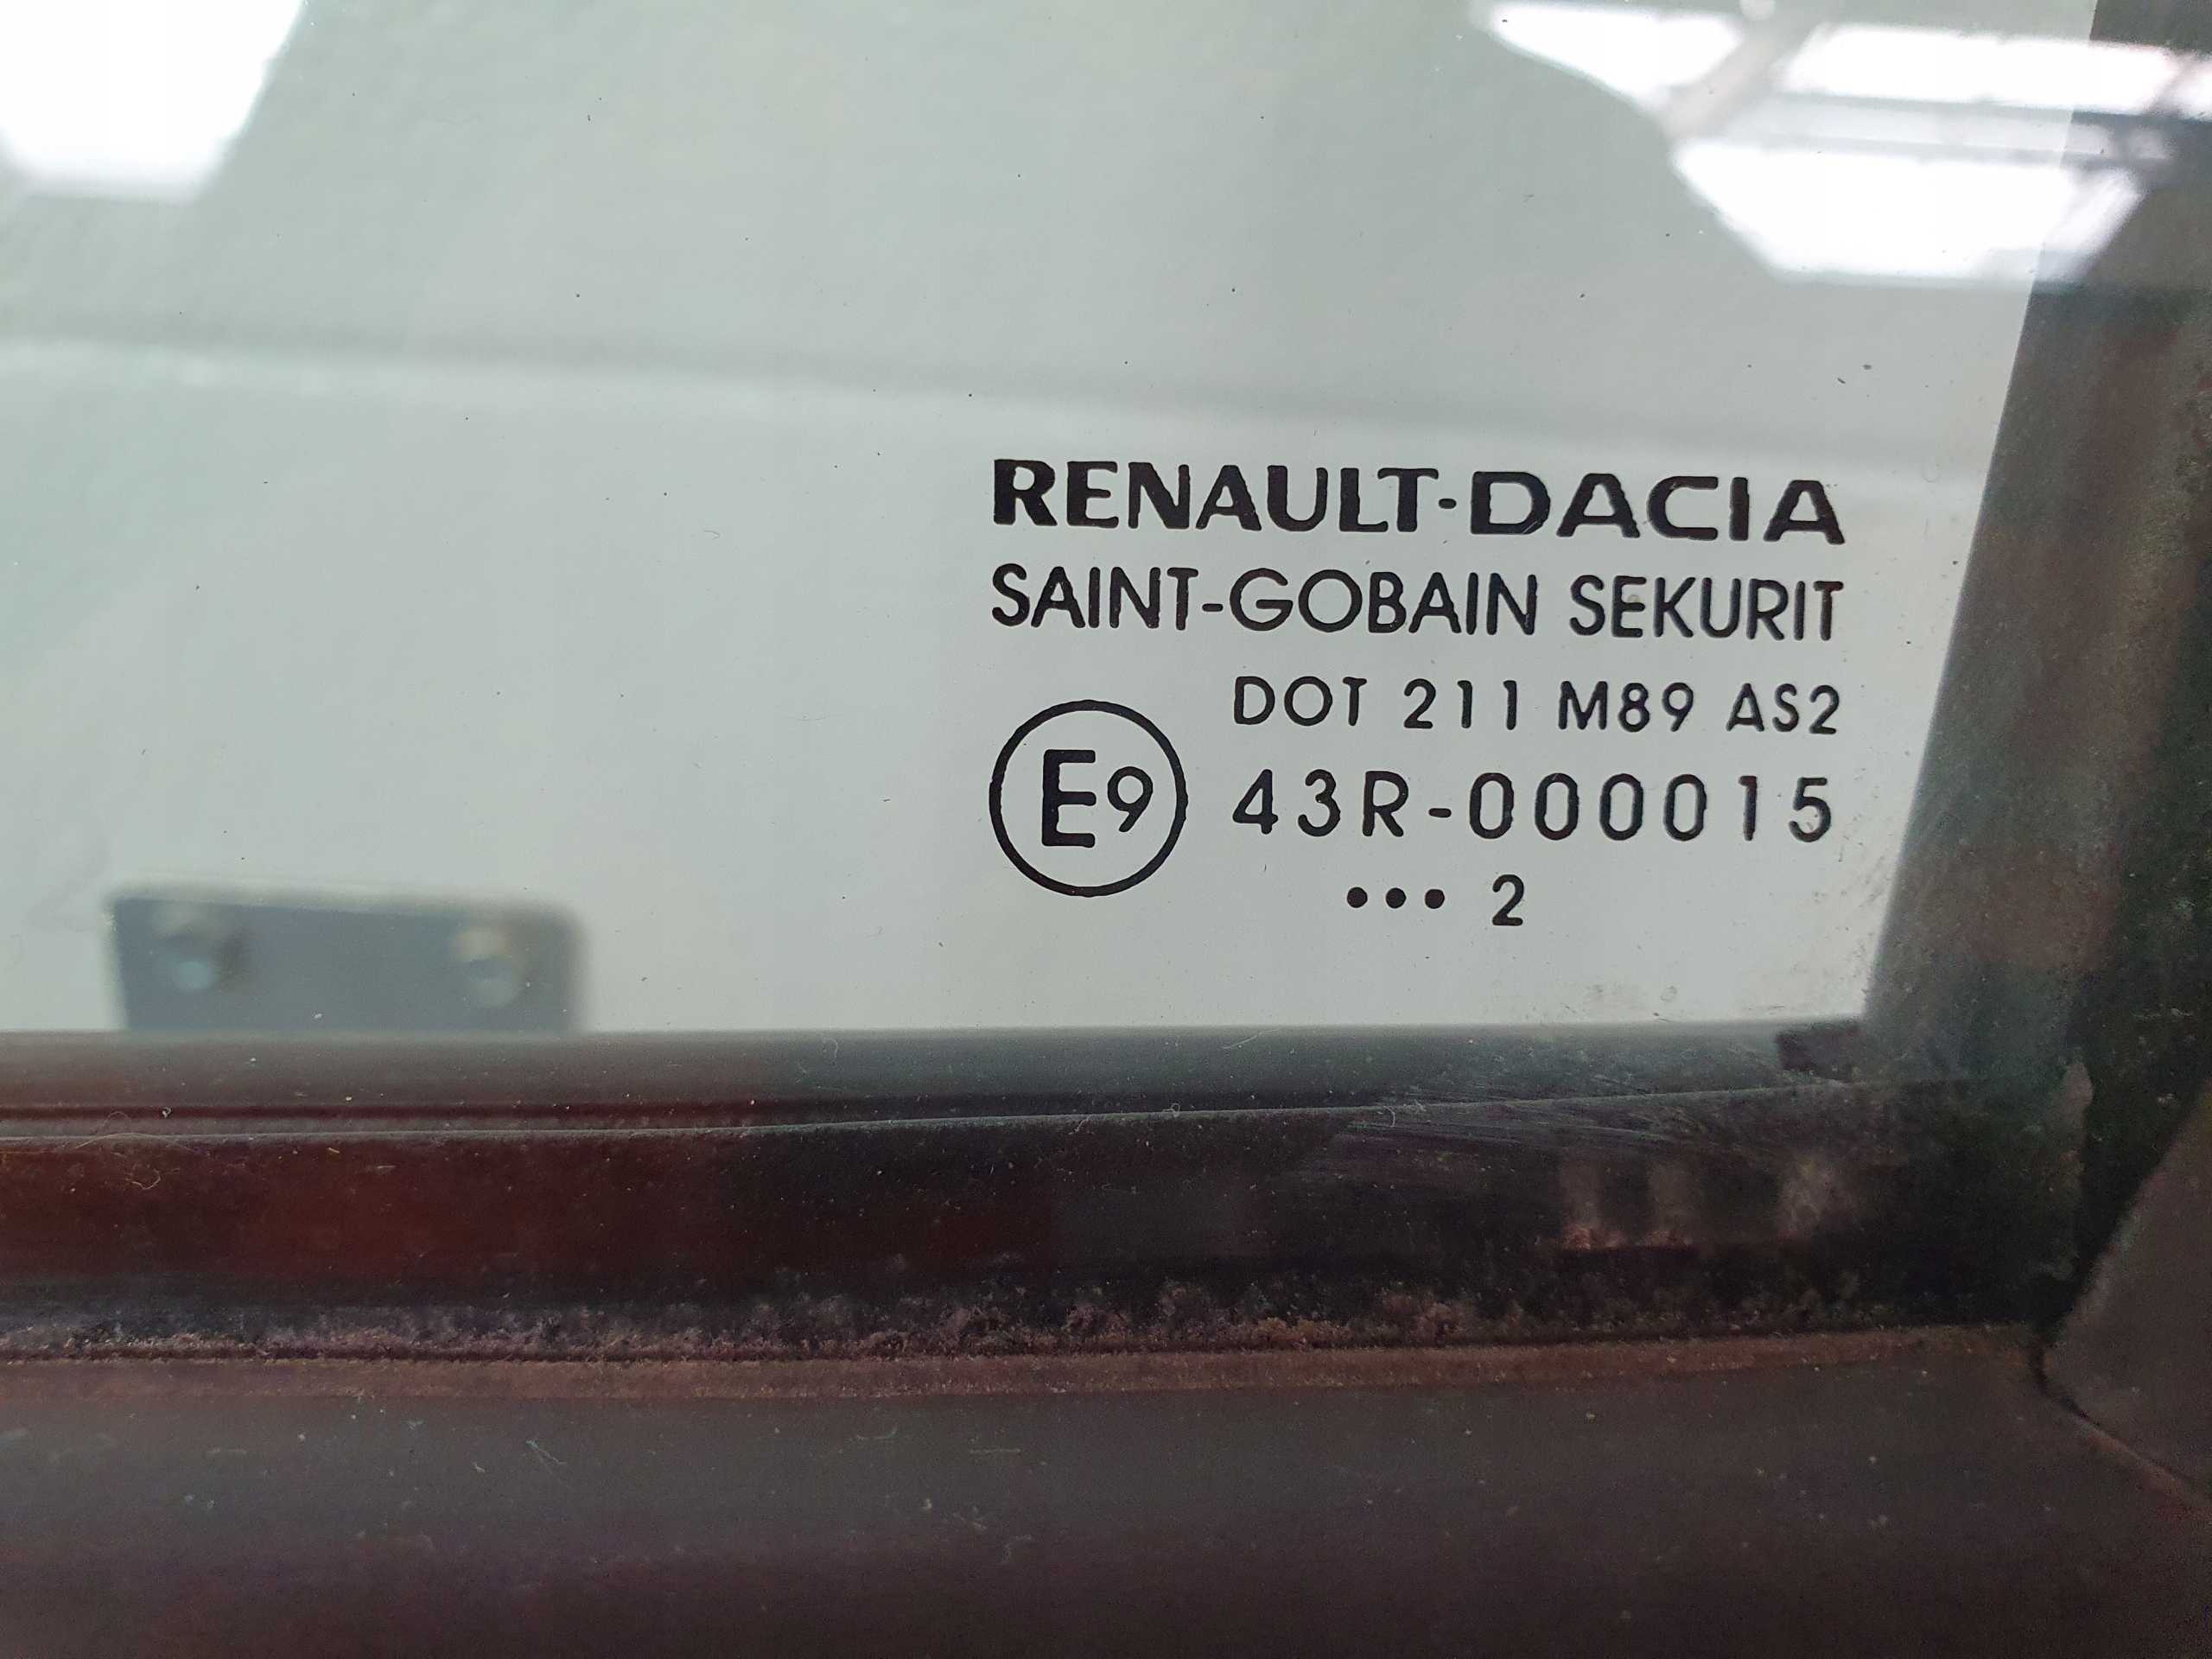 RENAULT-DACIA
SAINT-GOBAIN SEKURIT
DOT 211 M89 AS2
E9 43R-000015
••• 2